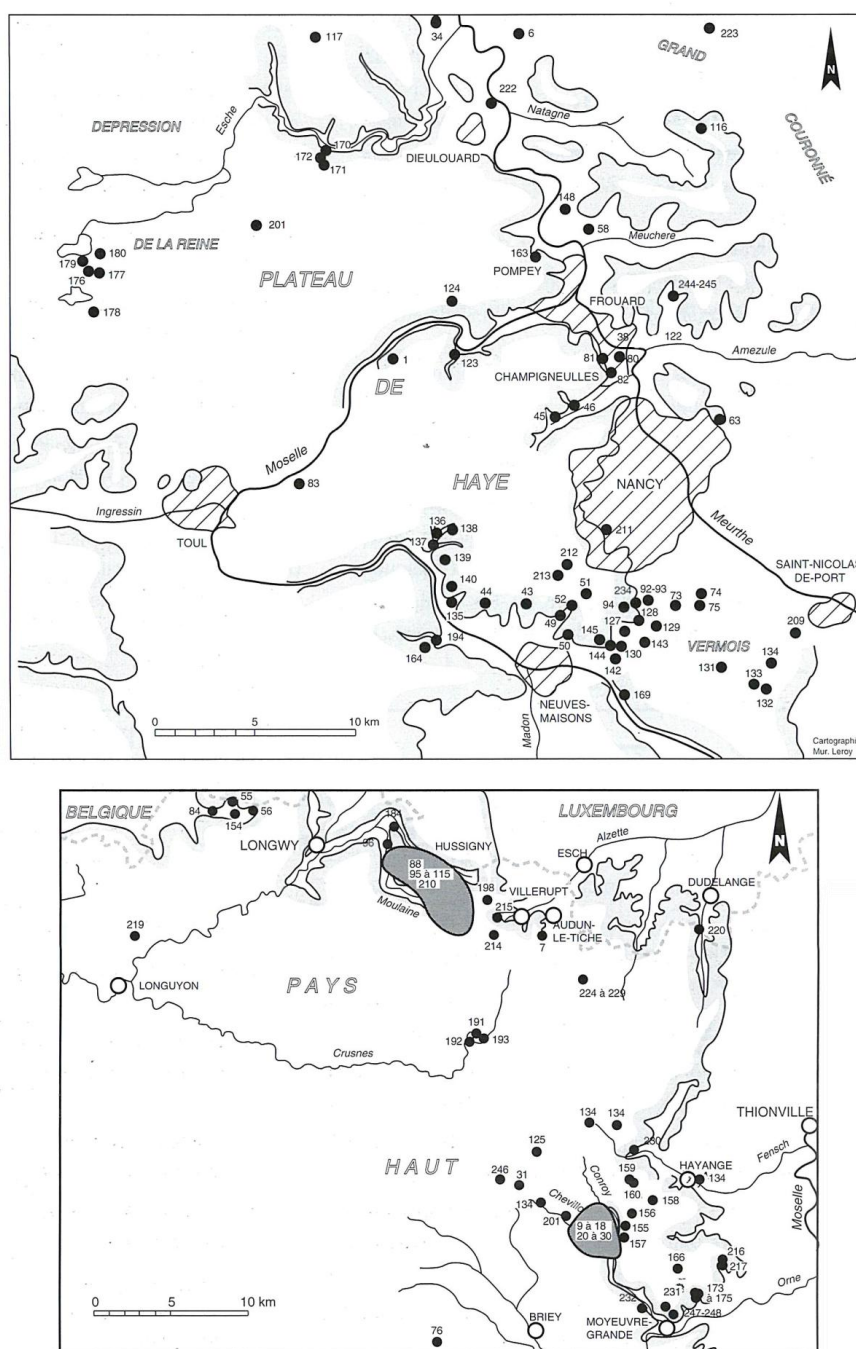 34
117
6
GRAND
223
N
222
Natagne
DEPRESSION
Esche
116
170
172
171
DIEULOUARD
COURONNÉ
148
201
DE LA REINE
58
Meuchere
180
179
163
176
177
POMPEY
PLATEAU
244-245
124
178
FROUARD
122
38
1
123
81
80
Amezule
DE
CHAMPIGNEULLES
82
46
45
63
Moselle
HAYE
NANCY
83
Ingressin
TOUL
136
138
211
Meurthe
137
139
212
SAINT-NICOLAS-
DE-PORT
213
140
51
234
92-93
74
44
43
52
94
73
75
135
49
128
127
129
209
194
50
145
VERMOIS
164
144
130
143
134
142
131
133
132
NEUVES-
MAISONS
169
Madon
0
5
10 km
Cartographi
Mur. Leroy
BELGIQUE
55
84
56
154
LUXEMBOURG
N
184
Alzette
LONGWY
96
HUSSIGNY
ESCH
88
95 à 115
210
DUDELANGE
198
VILLERUPT
Moulaine
215
AUDUN-
LE-TICHE
219
214
7
220
LONGUYON
PAYS
224 à 229
191
192
193
Crusnes
134
134
THIONVILLE
230
125
Fensch
HAUT
HAYANGE
246
31
159
134
Conroy
160
158
134
Chevillo
156
201
9 à 18
20 à 30
155
Moselle
157
216
166
217
173
à 175
Orne
232
231
247-248
0
5
10 km
BRIEY
MOYEUVRE-
GRANDE
76